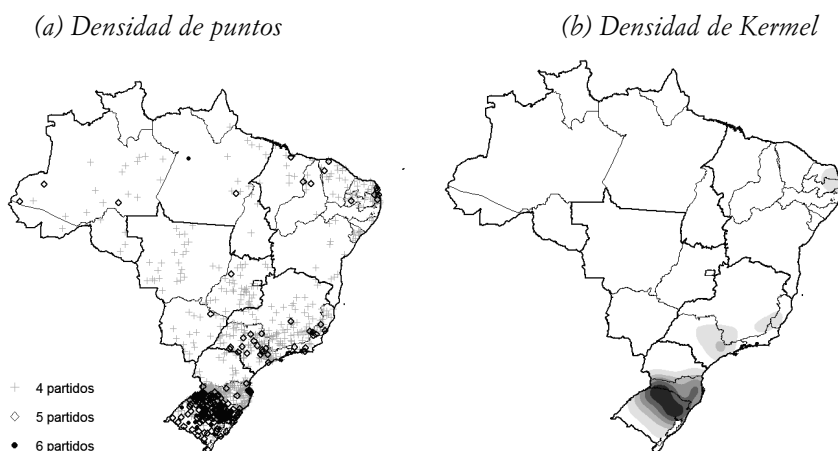 (a) Densidad de puntos
(b) Densidad de Kermel
4 partidos
5 partidos
6 partidos